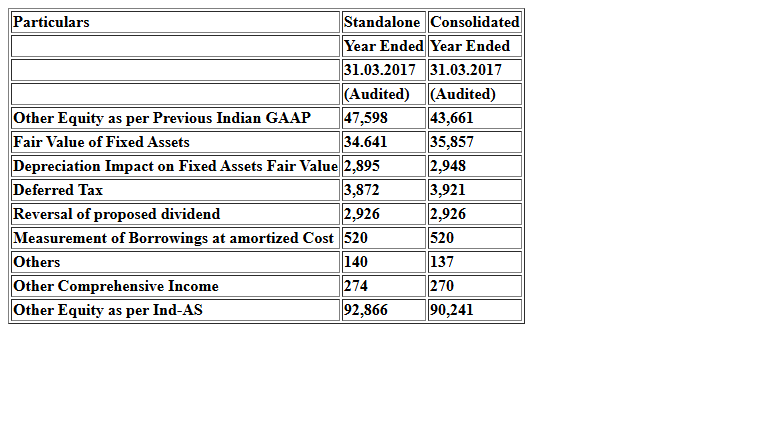 Particulars Standalone Consolidated
Year Ended Year Ended
31.03.2017 31.03.2017
(Audited) (Audited)
Other Equity as per Previous Indian GAAP 47,598 43,661
Fair Value of Fixed Assets 34.641 35,857
Depreciation Impact on Fixed Assets Fair Value 2,895 2,948
Deferred Tax 3,872 3,921
Reversal of proposed dividend 2,926 2,926
Measurement of Borrowings at amortized Cost 520 520
Others 140 137
Other Comprehensive Income 274 270
Other Equity as per Ind-AS 92,866 90,241